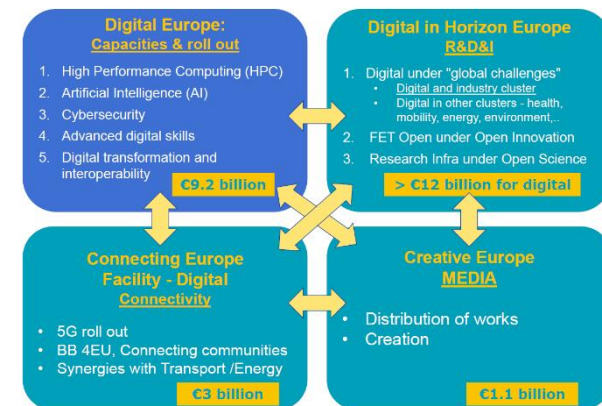 Digital Europe:
Capacities & roll out
1. High Performance Computing (HPC)
2. Artificial Intelligence (AI)
3. Cybersecurity
4. Advanced digital skills
5. Digital transformation and
interoperability
€9.2 billion
Digital in Horizon Europe
R&D&I
1. Digital under "global challenges"
• Digital and industry cluster
• Digital in other clusters - health,
mobility, energy, environment,..
2. FET Open under Open Innovation
3. Research Infra under Open Science
> €12 billion for digital
Connecting Europe
Facility - Digital
Connectivity
• 5G roll out
• BB 4EU, Connecting communities
• Synergies with Transport /Energy
€3 billion
Creative Europe
MEDIA
• Distribution of works
• Creation
€1.1 billion